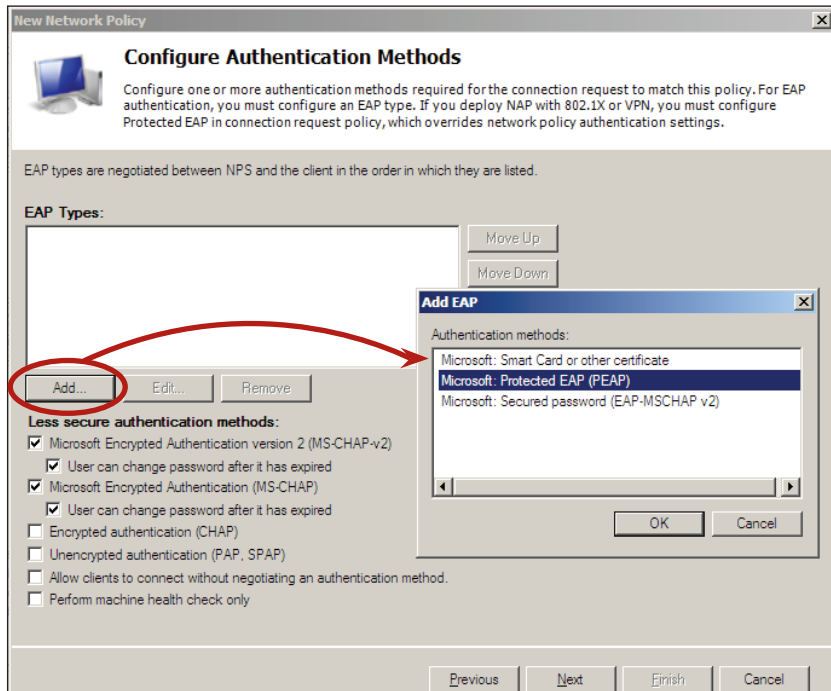 New Network Policy
Configure Authentication Methods
Configure one or more authentication methods required for the connection request to match this policy. For EAP
authentication, you must configure an EAP type. If you deploy NAP with 802.1X or VPN, you must configure
Protected EAP in connection request policy, which overrides network policy authentication settings.
EAP types are negotiated between NPS and the client in the order in which they are listed.
EAP Types:
Move Up
Move Down
Add EAP
Authentication methods:
Microsoft: Smart Card or other certificate
Microsoft: Protected EAP (PEAP)
Microsoft: Secured password (EAP-MSCHAP v2)
OK
Cancel
Add...
Edit...
Remove
Less secure authentication methods:
Microsoft Encrypted Authentication version 2 (MS-CHAP-v2)
User can change password after it has expired
Microsoft Encrypted Authentication (MS-CHAP)
User can change password after it has expired
Encrypted authentication (CHAP)
Unencrypted authentication (PAP, SPAP)
Allow clients to connect without negotiating an authentication method.
Perform machine health check only
Previous
Next
Finish
Cancel